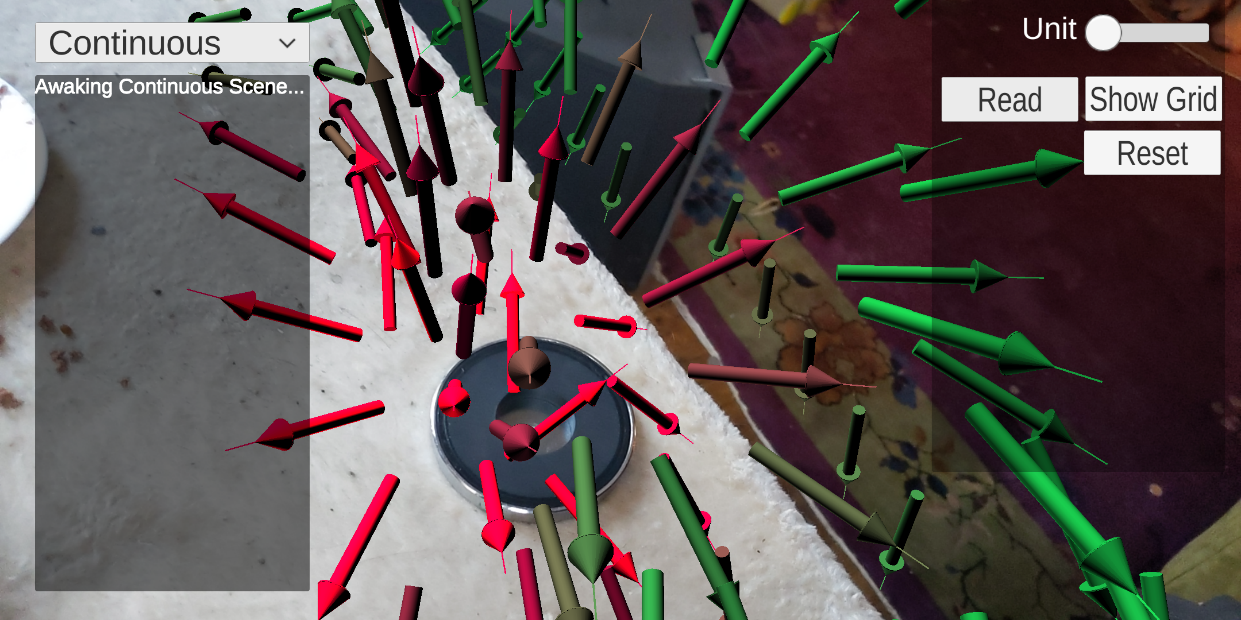 Continuous
Awaking Continuous Scene...
Unit
Read
Show Grid
Reset